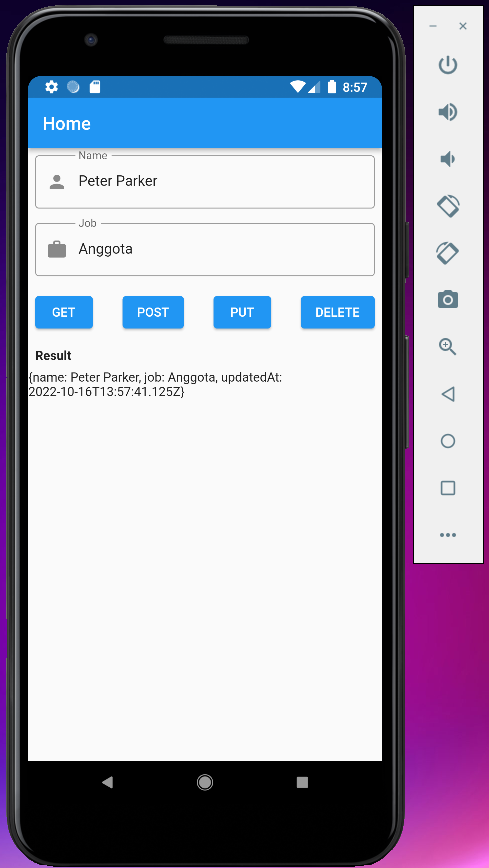 8:57
Home
Name
Peter Parker
Job
Anggota
GET POST PUT DELETE
Result
{name: Peter Parker, job: Anggota, updatedAt:
2022-10-16T13:57:41.125Z}